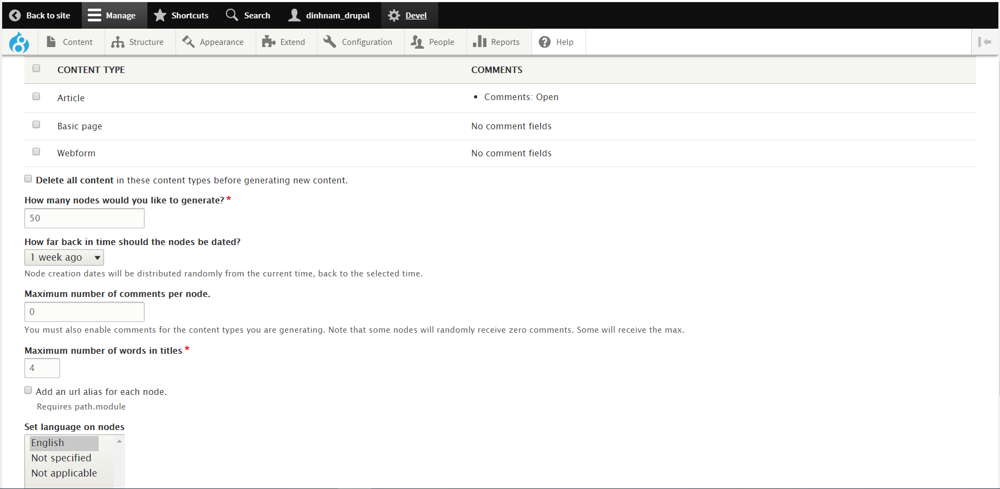 Back to site Manage Shortcuts Search dinhnam_drupal Devel
Content Structure Appearance Extend Configuration People Reports Help
CONTENT TYPE COMMENTS
Article • Comments: Open
Basic page No comment fields
Webform No comment fields
Delete all content in these content types before generating new content.
How many nodes would you like to generate? *
50
How far back in time should the nodes be dated?
1 week ago
Node creation dates will be distributed randomly from the current time, back to the selected time.
Maximum number of comments per node.
0
You must also enable comments for the content types you are generating. Note that some nodes will randomly receive zero comments. Some will receive the max.
Maximum number of words in titles *
4
Add an url alias for each node.
Requires path.module
Set language on nodes
English
Not specified
Not applicable